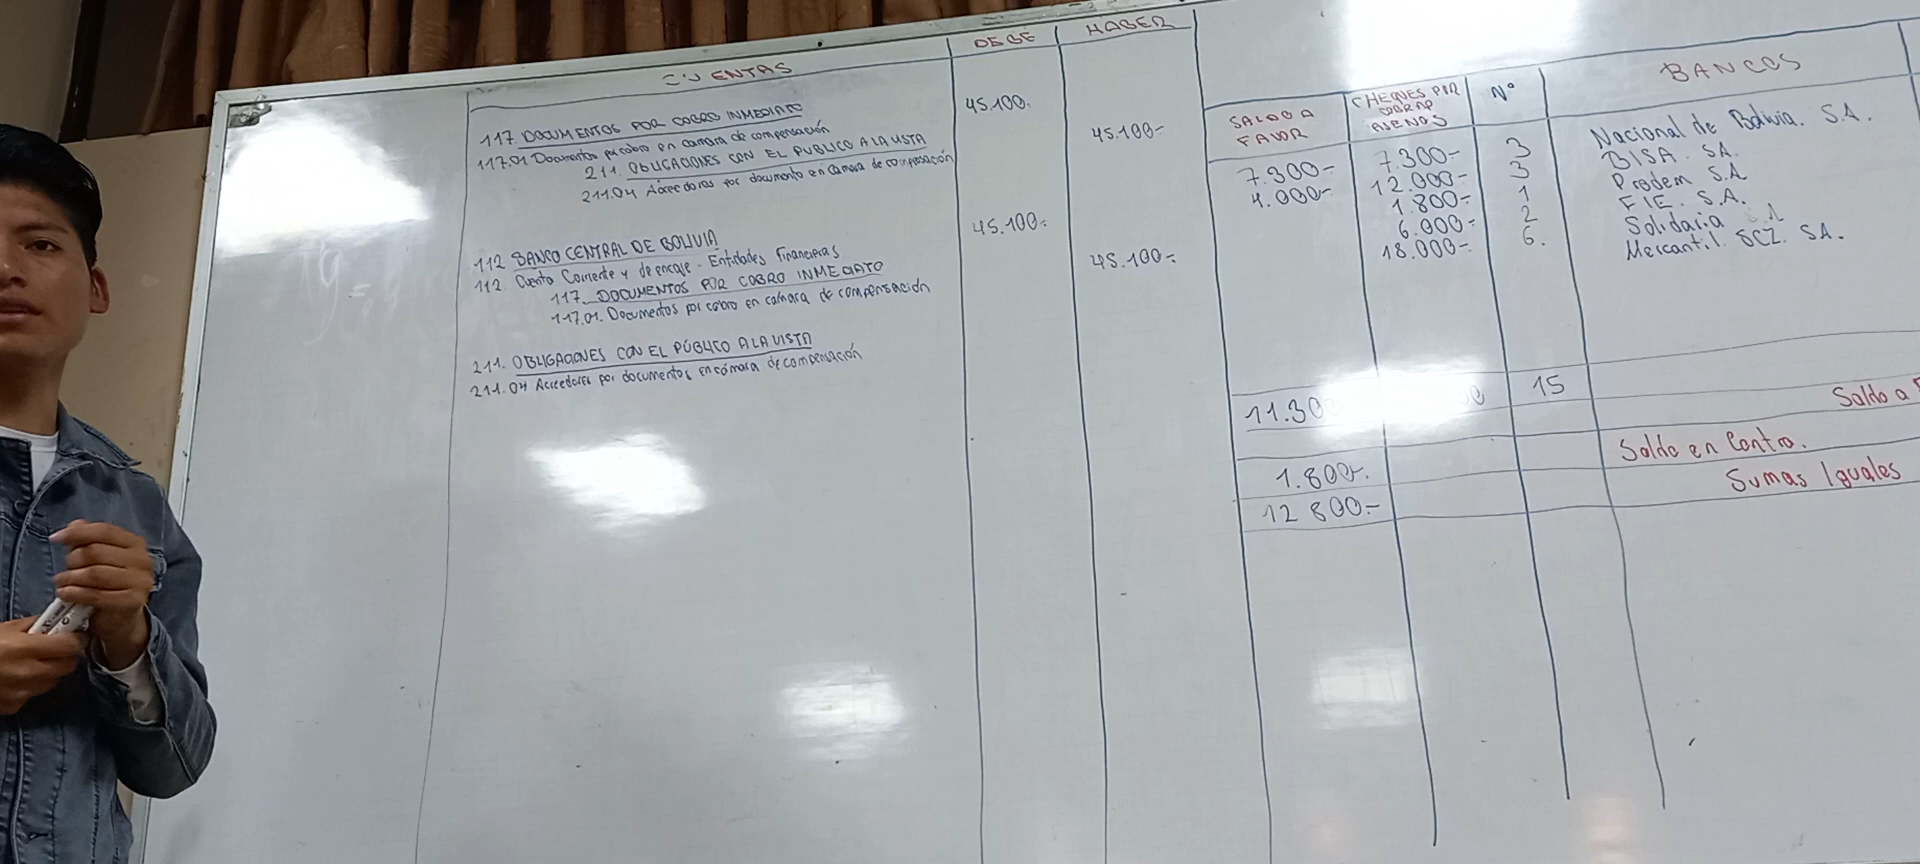 CUENTAS
DEBE
HABER
117 DOCUMENTOS POR COBRO INMEDIATO
45.100.
117.01 Documentos por cobro en camara de compensación
211. OBLIGACIONES CON EL PUBLICO A LA VISTA
45.100-
211.04 Acreedores por documento en camara de compensación
112 BANCO CENTRAL DE BOLIVIA
45.100-
112. Cuenta Corriente y de encaje - Entidades Financieras
117. DOCUMENTOS POR COBRO INMEDIATO
45.100-
117.01. Documentos por cobro en camara de compensación
211. OBLIGACIONES CON EL PÚBLICO A LA VISTA
211.04 Acreedores por documentos en cámara de compensación
SALDO A
FAVOR
CHEQUES POR
COBRAR
AJENOS
N°
BANCOS
7.300- 7.300- 3 Nacional de Bolivia. S.A.
4.000- 12.000- 3 BISA. SA.
1.800- 1 Prodem S.A
6.000- 2 FIE. S.A.
18.000- 6. Solidaria
Mercantil. SCZ. SA.
11.30 15
Saldo a
Saldo en Contra.
1.800-.
Sumas Iguales
12 800-